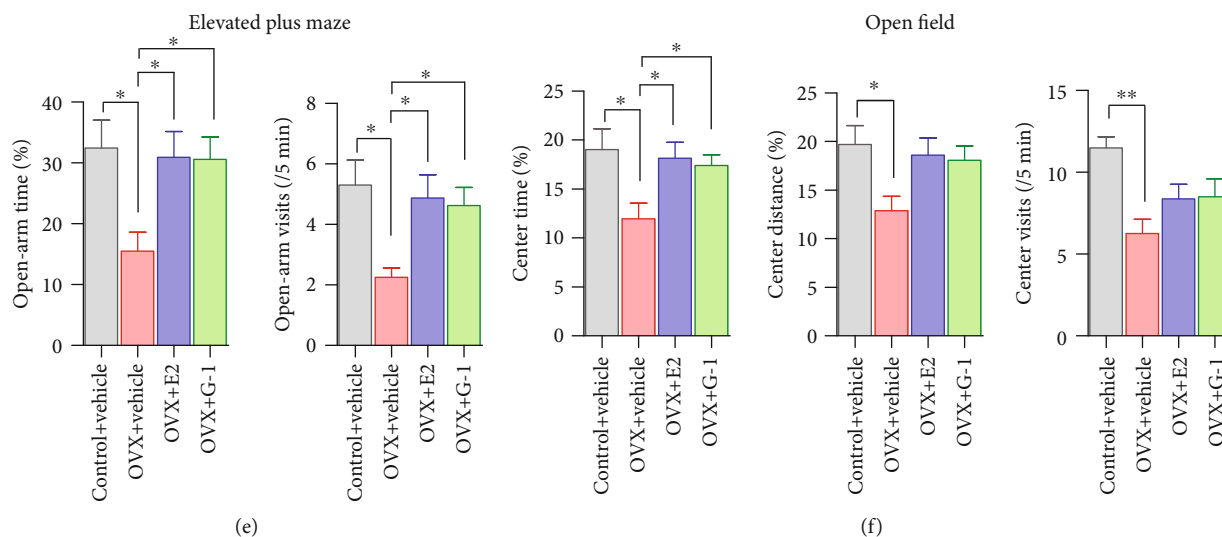 Elevated plus maze
Open field
Open-arm time (%)
40
30
20
10
0
*
*
*
Control+vehicle
OVX+vehicle
OVX+E2
OVX+G-1
Open-arm visits (/5 min)
8
6
4
2
0
*
*
*
Control+vehicle
OVX+vehicle
OVX+E2
OVX+G-1
Center time (%)
25
20
15
10
5
0
*
*
*
Control+vehicle
OVX+vehicle
OVX+E2
OVX+G-1
Center distance (%)
25
20
15
10
5
0
*
Control+vehicle
OVX+vehicle
OVX+E2
OVX+G-1
Center visits (/5 min)
15
10
5
0
**
Control+vehicle
OVX+vehicle
OVX+E2
OVX+G-1
(e)
(f)